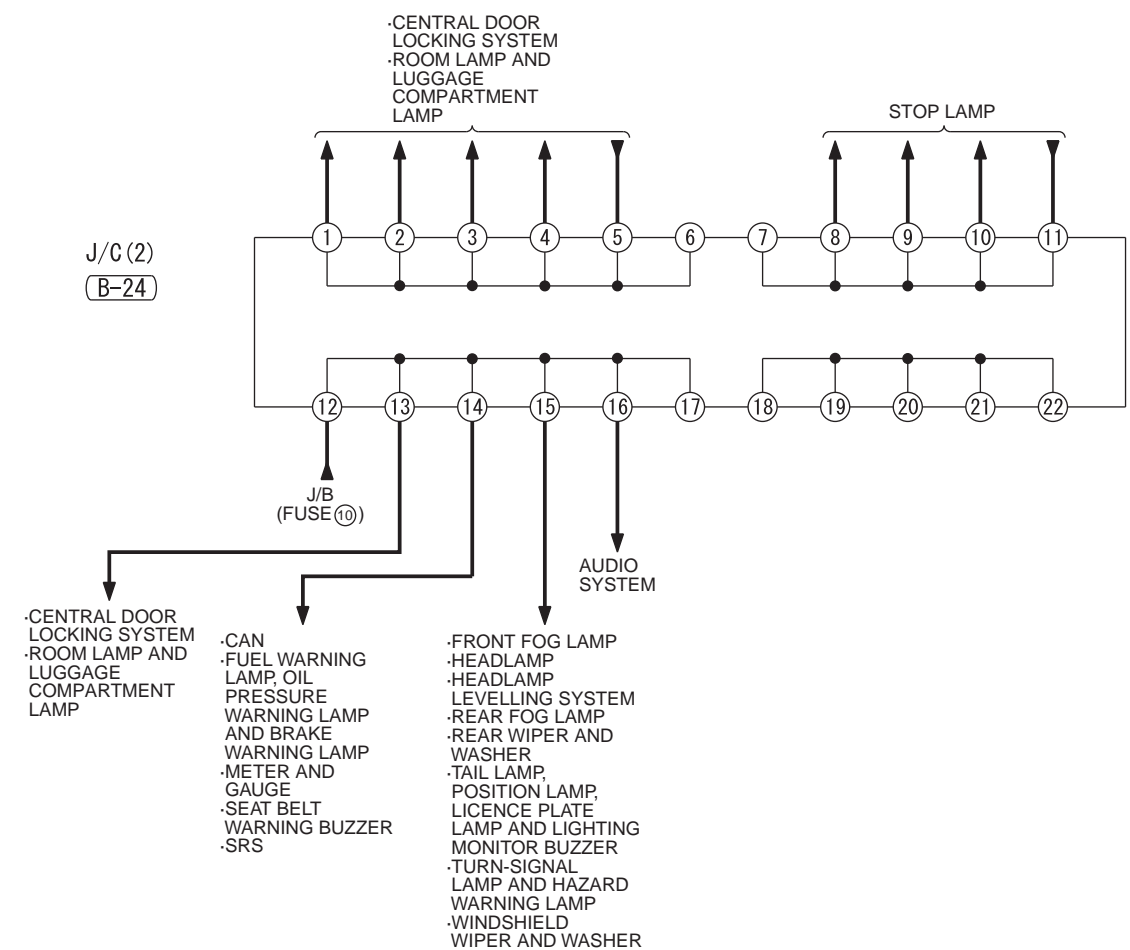 ·CENTRAL DOOR
LOCKING SYSTEM
·ROOM LAMP AND
LUGGAGE
COMPARTMENT
LAMP
STOP LAMP
J/C(2)
B-24
1 2 3 4 5 6 7 8 9 10 11
12 13 14 15 16 17 18 19 20 21 22
J/B
(FUSE⑩)
AUDIO
SYSTEM
·CENTRAL DOOR
LOCKING SYSTEM
·ROOM LAMP AND
LUGGAGE
COMPARTMENT
LAMP
·CAN
·FUEL WARNING
LAMP, OIL
PRESSURE
WARNING LAMP
AND BRAKE
WARNING LAMP
·METER AND
GAUGE
·SEAT BELT
WARNING BUZZER
·SRS
·FRONT FOG LAMP
·HEADLAMP
·HEADLAMP
LEVELLING SYSTEM
·REAR FOG LAMP
·REAR WIPER AND
WASHER
·TAIL LAMP,
POSITION LAMP,
LICENCE PLATE
LAMP AND LIGHTING
MONITOR BUZZER
·TURN-SIGNAL
LAMP AND HAZARD
WARNING LAMP
·WINDSHIELD
WIPER AND WASHER